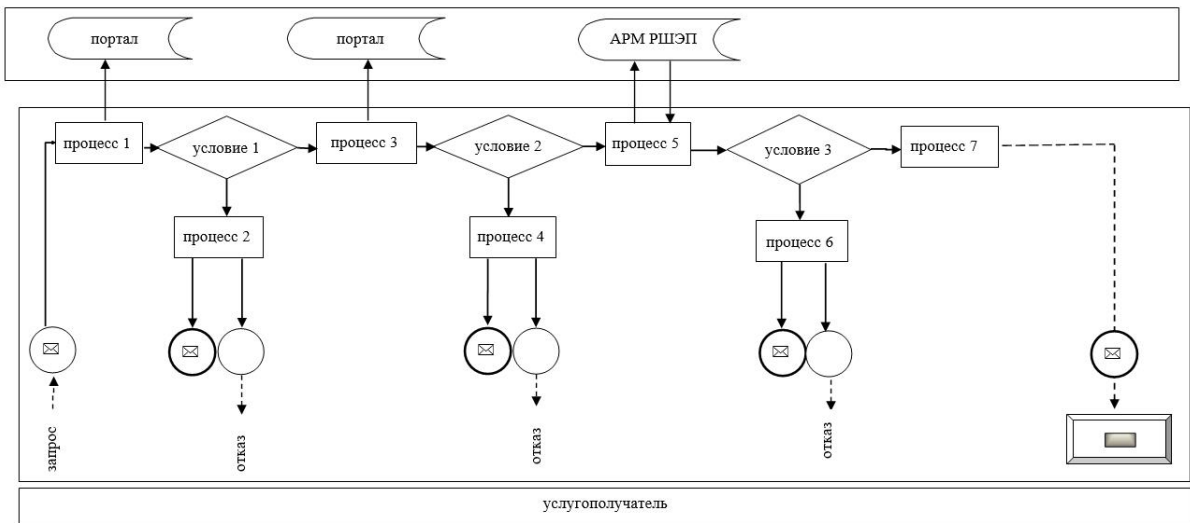 портал
портал
АРМ РШЭП
процесс 1
условие 1
процесс 3
условие 2
процесс 5
условие 3
процесс 7
процесс 2
процесс 4
процесс 6
запрос
отказ
отказ
отказ
услугополучатель